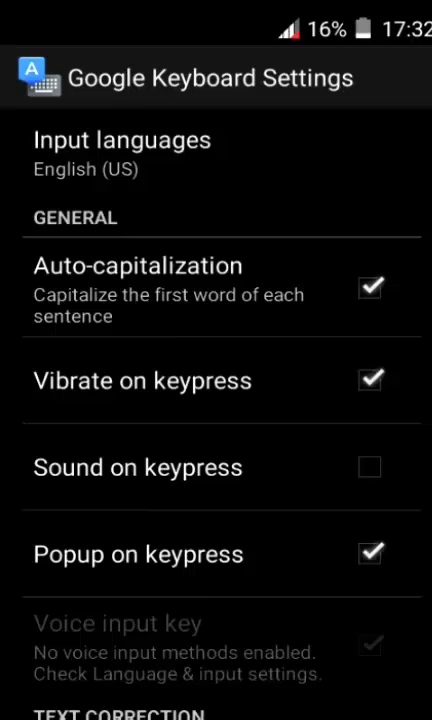 16% 17:32
Google Keyboard Settings
Input languages
English (US)
GENERAL
Auto-capitalization
Capitalize the first word of each
sentence
Vibrate on keypress
Sound on keypress
Popup on keypress
Voice input key
No voice input methods enabled.
Check Language & input settings.
TEXT CORRECTION